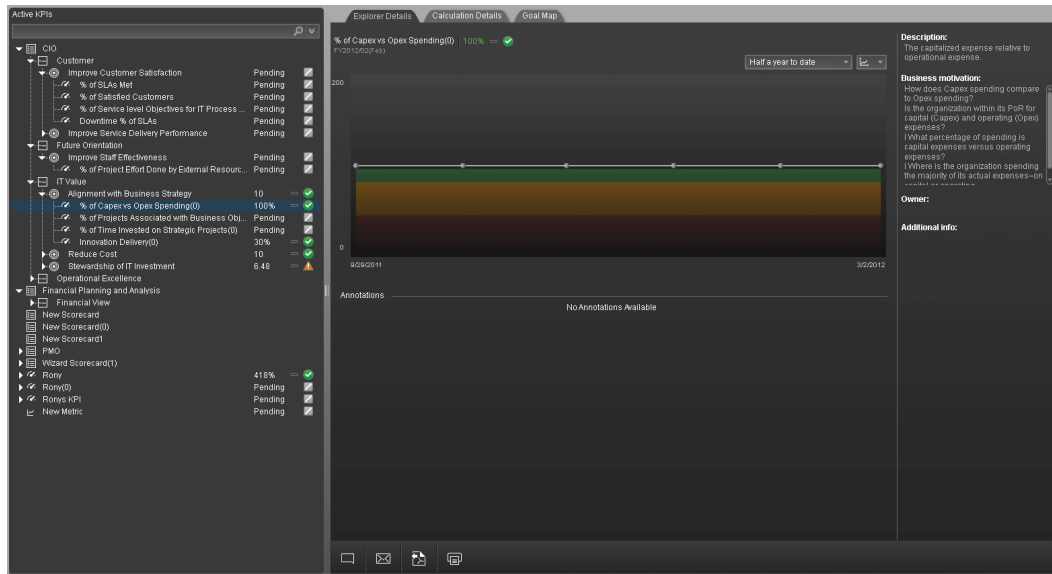 Active KPIs
CIO
Customer
Improve Customer Satisfaction Pending
% of SLAs Met Pending
% of Satisfied Customers Pending
% of Service level Objectives for IT Process ... Pending
Downtime % of SLAs Pending
Improve Service Delivery Performance Pending
Future Orientation
Improve Staff Effectiveness Pending
% of Project Effort Done by External Resourc... Pending
IT Value
Alignment with Business Strategy 10
% of Capex vs Opex Spending(0) 100%
% of Projects Associated with Business Obj... Pending
% of Time Invested on Strategic Projects(0) Pending
Innovation Delivery(0) 30%
Reduce Cost 10
Stewardship of IT Investment 6.48
Operational Excellence
Financial Planning and Analysis
Financial View
New Scorecard
New Scorecard(0)
New Scorecard1
PMO
Wizard Scorecard(1)
Rony 418%
Rony(0) Pending
Ronys KPI Pending
New Metric Pending
Explorer Details Calculation Details Goal Map
% of Capex vs Opex Spending(0) 100%
FY2012/02(Feb)
Half a year to date
200
0
9/29/2011 3/2/2012
Annotations
No Annotations Available
Description:
The capitalized expense relative to
operational expense.
Business motivation:
How does Capex spending compare
to Opex spending?
Is the organization within its PoR for
capital (Capex) and operating (Opex)
expenses?
I What percentage of spending is
capital expenses versus operating
expenses?
I Where is the organization spending
the majority of its actual expenses–on
capital or operating
Owner:
Additional info: